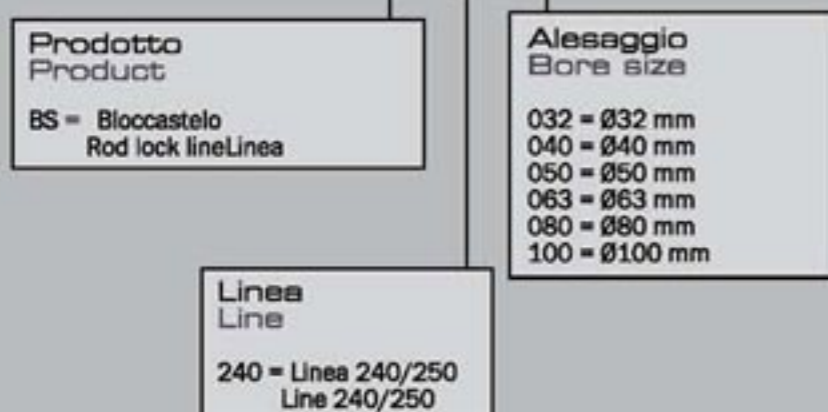 Prodotto
Product
BS = Bloccastelo
Rod lock lineLinea
Alesaggio
Bore size
032 = Ø32 mm
040 = Ø40 mm
050 = Ø50 mm
063 = Ø63 mm
080 = Ø80 mm
100 = Ø100 mm
Linea
Line
240 = Linea 240/250
Line 240/250